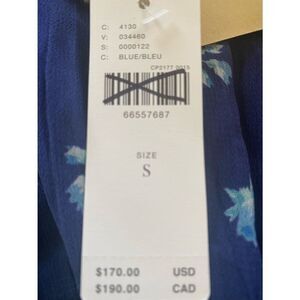 C: 4130
V: 034460
S: 0000122
C: BLUE/BLEU
CP2177 0015
66557687
SIZE
S
$170.00 USD
$190.00 CAD